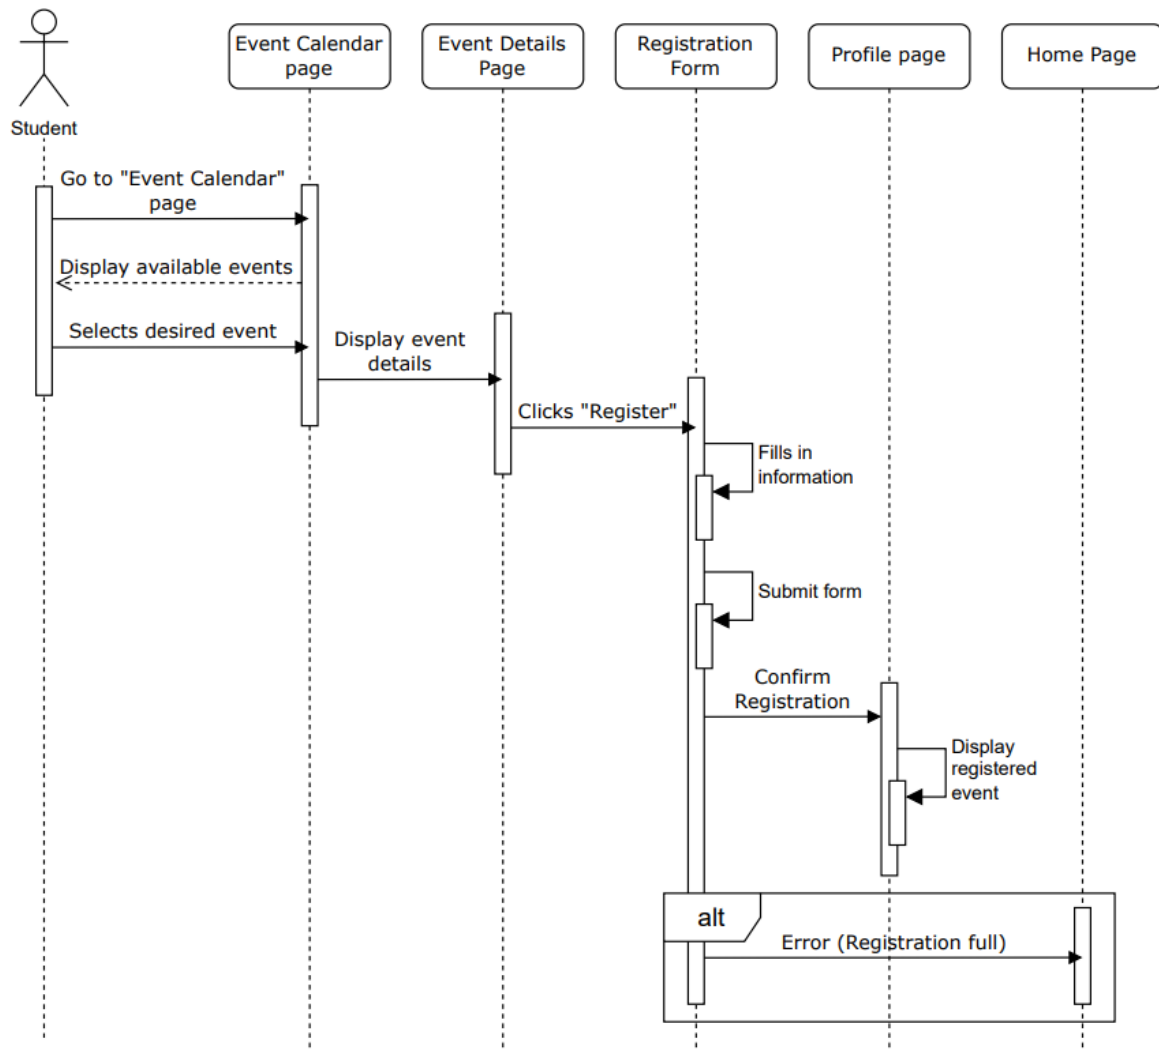 Event Calendar
page
Event Details
Page
Registration
Form
Profile page
Home Page
Student
Go to "Event Calendar"
page
Display available events
Selects desired event
Display event
details
Clicks "Register"
Fills in
information
Submit form
Confirm
Registration
Display
registered
event
alt
Error (Registration full)